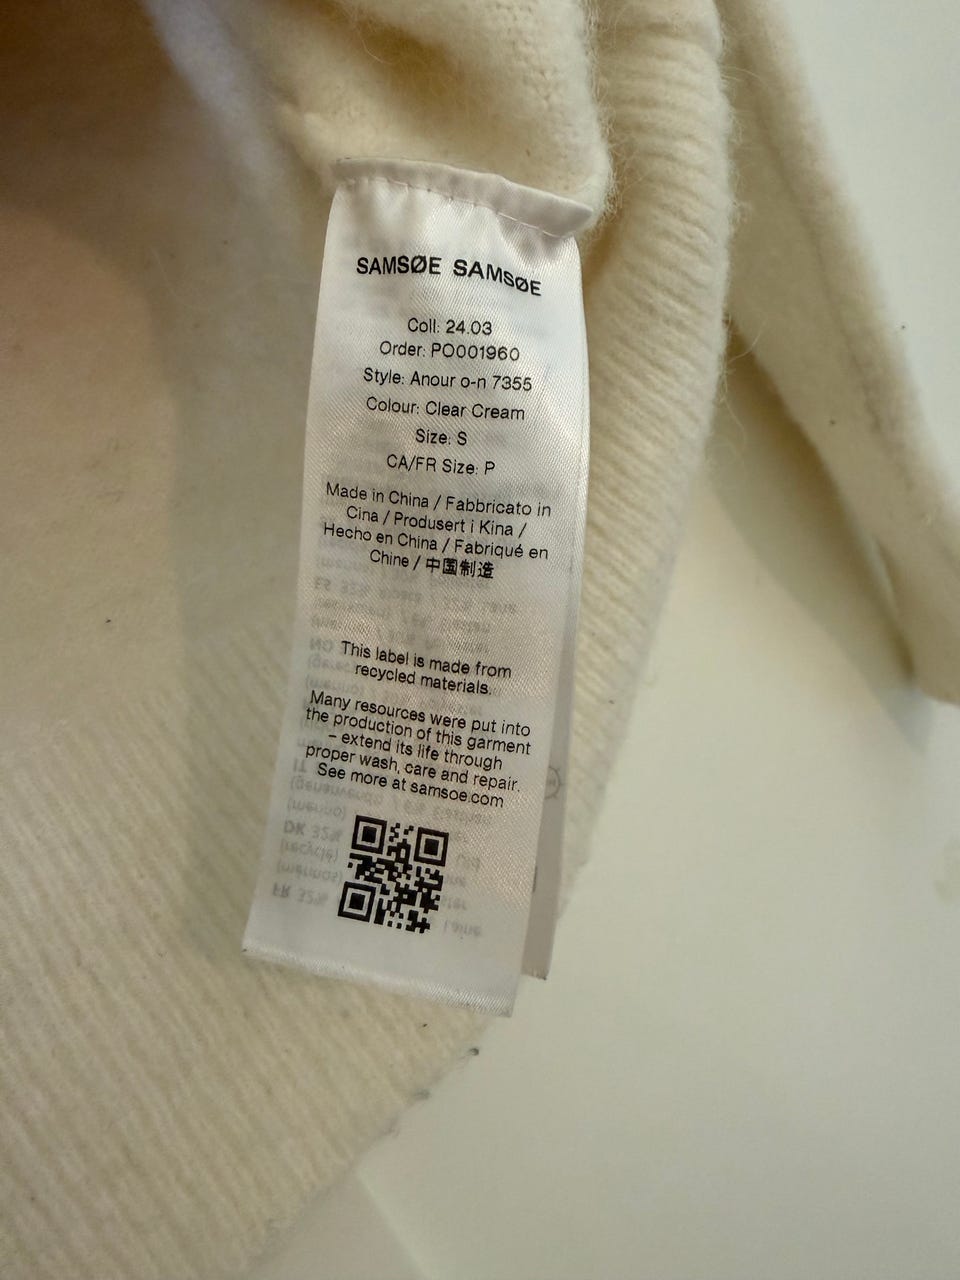 SAMSØE SAMSØE
Coll: 24.03
Order: PO001960
Style: Anour o-n 7355
Colour: Clear Cream
Size: S
CA/FR Size: P
Made in China / Fabbricato in
Cina / Produsert i Kina /
Hecho en China / Fabriqué en
Chine / 中国制造
This label is made from
recycled materials.
Many resources were put into
the production of this garment
– extend its life through
proper wash, care and repair.
See more at samsoe.com